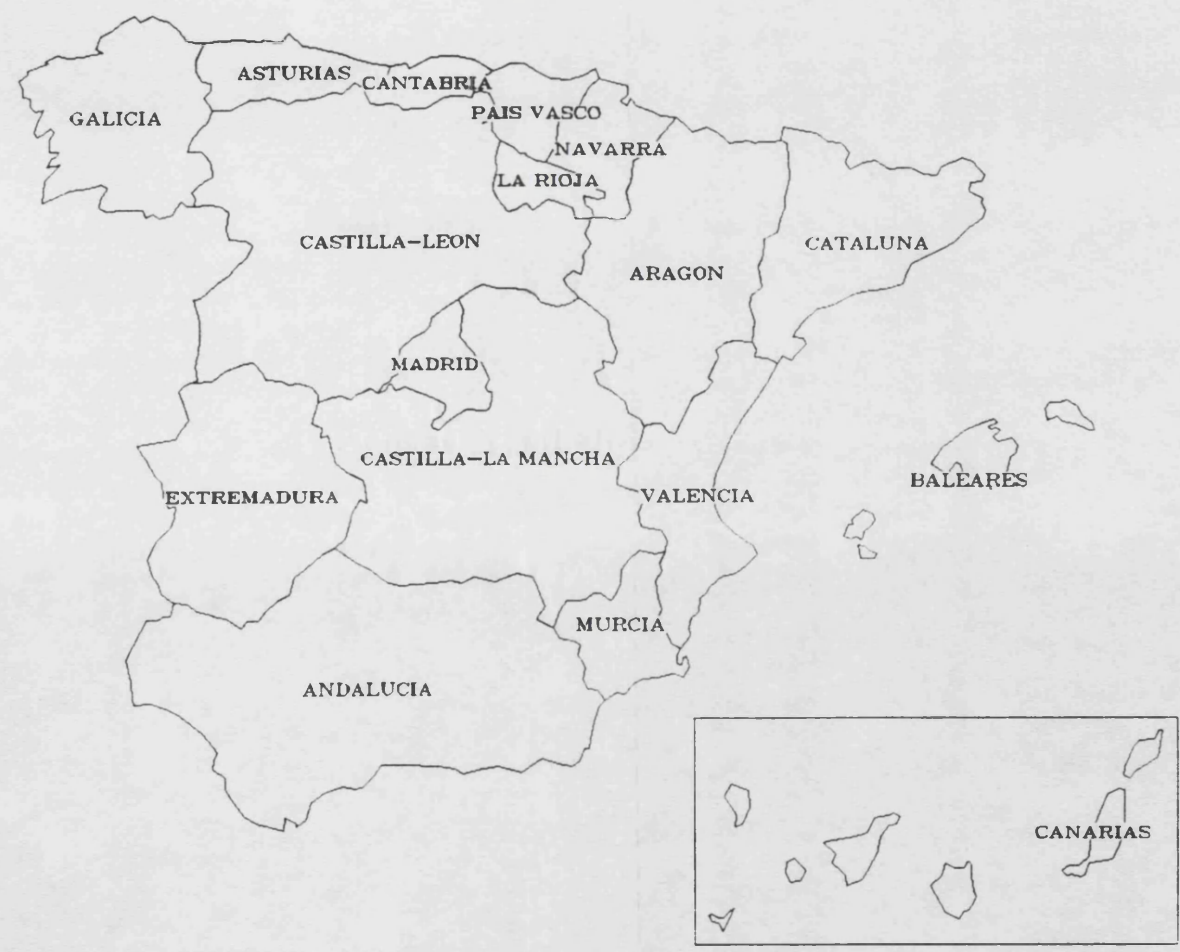 ASTURIAS
CANTABRIA
GALICIA
PAIS VASCO
NAVARRA
LA RIOJA
CASTILLA-LEON
CATALUNA
ARAGON
MADRID
CASTILLA-LA MANCHA
BALEARES
EXTREMADURA
VALENCIA
MURCIA
ANDALUCIA
CANARIAS